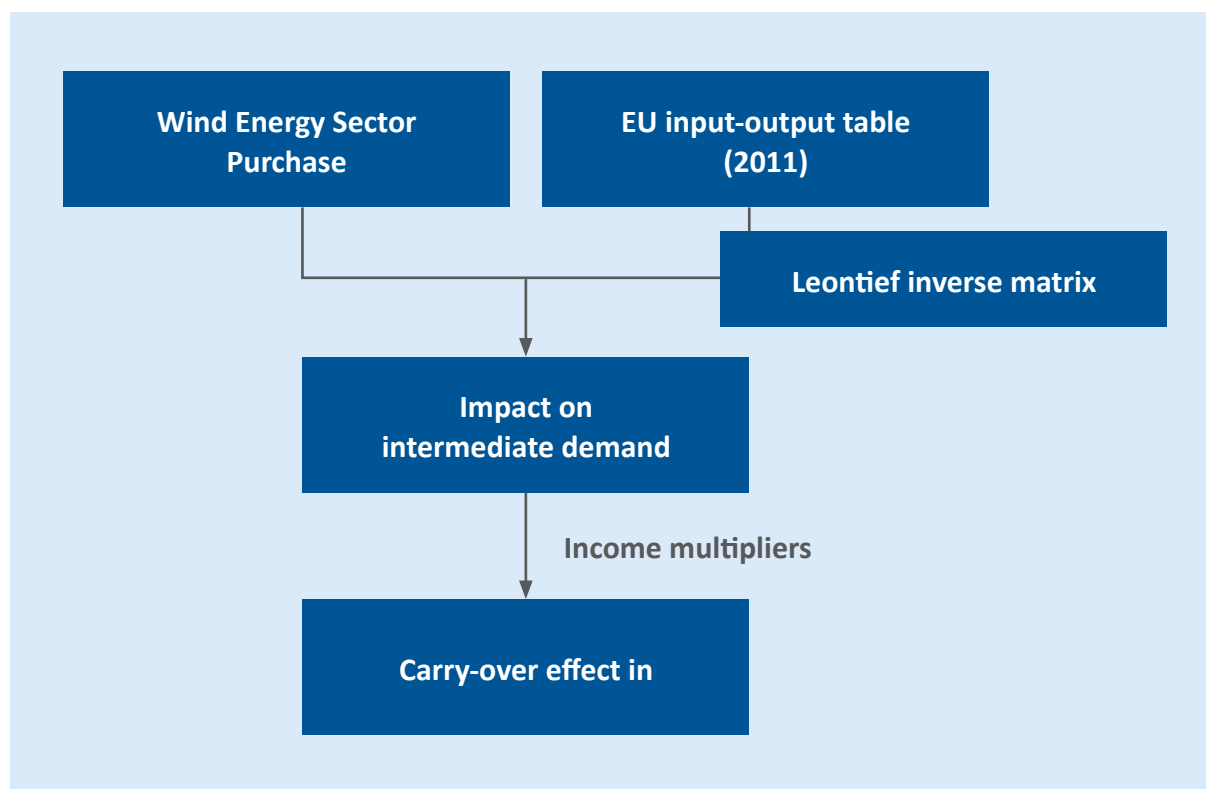 Wind Energy Sector
Purchase
EU input-output table
(2011)
Leontief inverse matrix
Impact on
intermediate demand
Income multipliers
Carry-over effect in